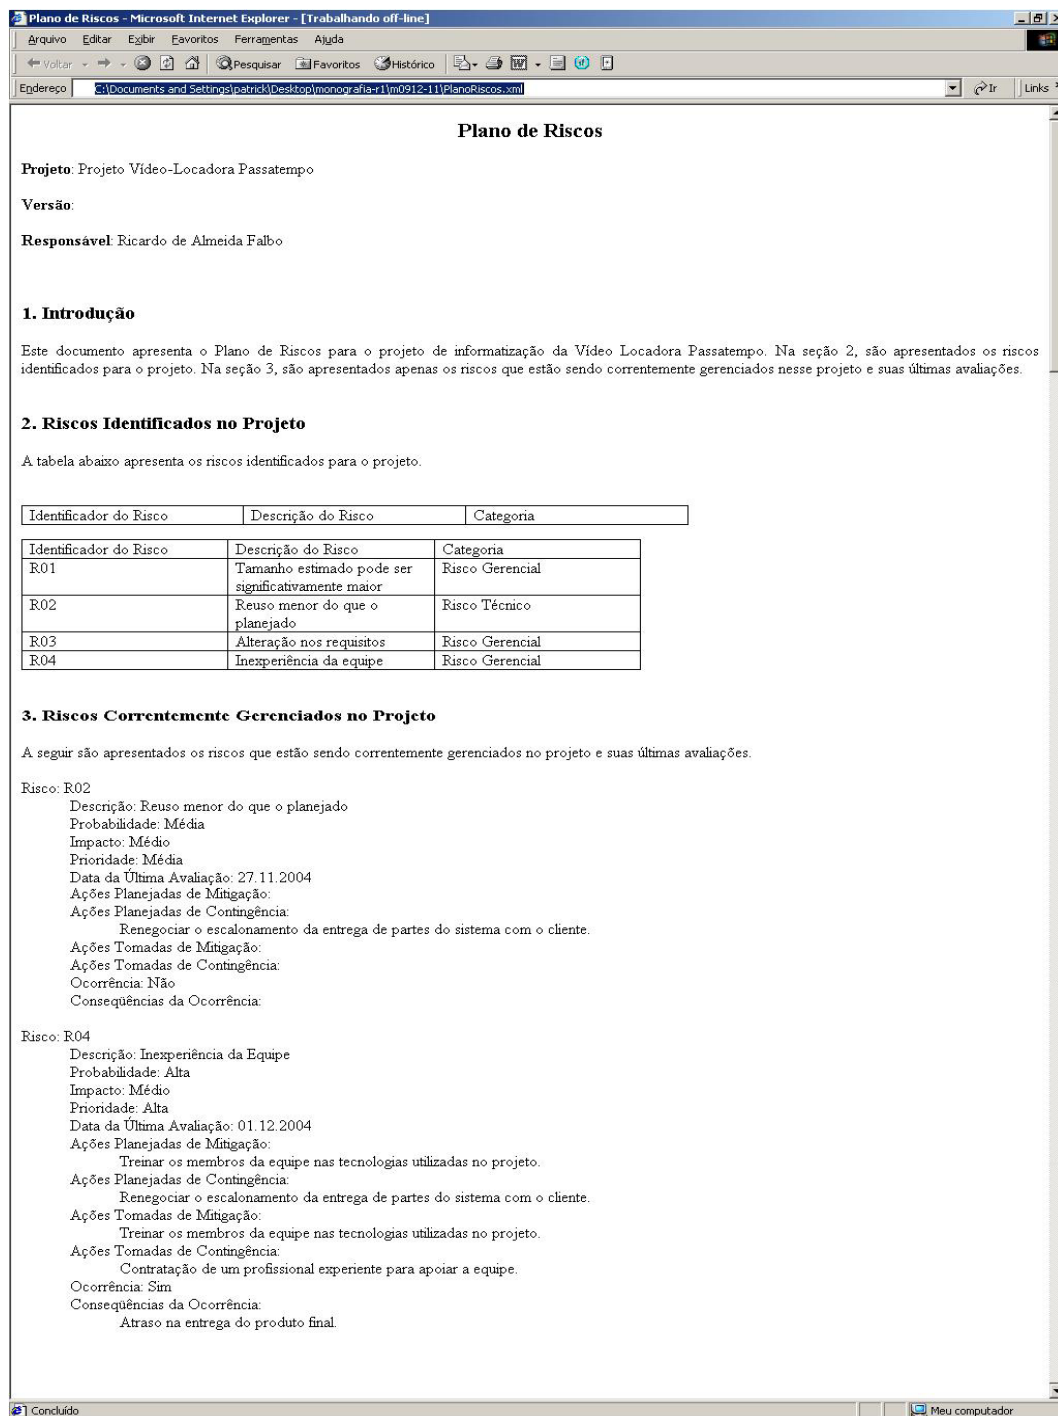 Plano de Riscos - Microsoft Internet Explorer - [Trabalhando off-line]
Arquivo Editar Exibir Favoritos Ferramentas Ajuda
Voltar Pesquisar Favoritos Histórico
Endereço C:\Documents and Settings\patrick\Desktop\monografia-r1\m0912-11\PlanoRiscos.xml Ir Links
Plano de Riscos
Projeto: Projeto Vídeo-Locadora Passatempo
Versão:
Responsável: Ricardo de Almeida Falbo
1. Introdução
Este documento apresenta o Plano de Riscos para o projeto de informatização da Vídeo Locadora Passatempo. Na seção 2, são apresentados os riscos
identificados para o projeto. Na seção 3, são apresentados apenas os riscos que estão sendo correntemente gerenciados nesse projeto e suas últimas avaliações.
2. Riscos Identificados no Projeto
A tabela abaixo apresenta os riscos identificados para o projeto.
Identificador do Risco Descrição do Risco Categoria
Identificador do Risco Descrição do Risco Categoria
R01 Tamanho estimado pode ser Risco Gerencial
significativamente maior
R02 Reuso menor do que o Risco Técnico
planejado
R03 Alteração nos requisitos Risco Gerencial
R04 Inexperiência da equipe Risco Gerencial
3. Riscos Correntemente Gerenciados no Projeto
A seguir são apresentados os riscos que estão sendo correntemente gerenciados no projeto e suas últimas avaliações.
Risco: R02
Descrição: Reuso menor do que o planejado
Probabilidade: Média
Impacto: Médio
Prioridade: Média
Data da Última Avaliação: 27.11.2004
Ações Planejadas de Mitigação:
Ações Planejadas de Contingência:
Renegociar o escalonamento da entrega de partes do sistema com o cliente.
Ações Tomadas de Mitigação:
Ações Tomadas de Contingência:
Ocorrência: Não
Conseqüências da Ocorrência:
Risco: R04
Descrição: Inexperiência da Equipe
Probabilidade: Alta
Impacto: Médio
Prioridade: Alta
Data da Última Avaliação: 01.12.2004
Ações Planejadas de Mitigação:
Treinar os membros da equipe nas tecnologias utilizadas no projeto.
Ações Planejadas de Contingência:
Renegociar o escalonamento da entrega de partes do sistema com o cliente.
Ações Tomadas de Mitigação:
Treinar os membros da equipe nas tecnologias utilizadas no projeto.
Ações Tomadas de Contingência:
Contratação de um profissional experiente para apoiar a equipe.
Ocorrência: Sim
Conseqüências da Ocorrência:
Atraso na entrega do produto final.
Concluído Meu computador